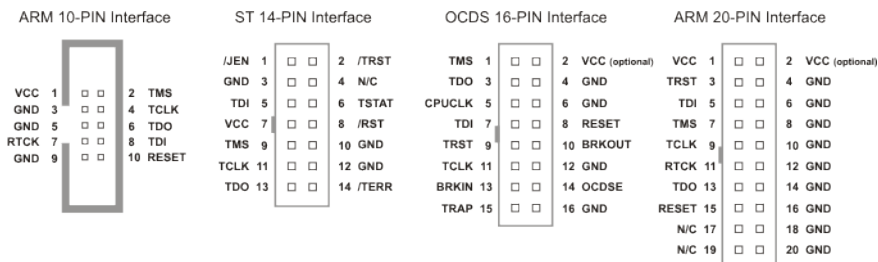 ARM 10-PIN Interface
VCC 1 2 TMS
GND 3 4 TCLK
GND 5 6 TDO
RTCK 7 8 TDI
GND 9 10 RESET
ST 14-PIN Interface
/JEN 1 2 /TRST
GND 3 4 N/C
TDI 5 6 TSTAT
VCC 7 8 /RST
TMS 9 10 GND
TCLK 11 12 GND
TDO 13 14 /TERR
OCDS 16-PIN Interface
TMS 1 2 VCC (optional)
TDO 3 4 GND
CPUCLK 5 6 GND
TDI 7 8 RESET
TRST 9 10 BRKOUT
TCLK 11 12 GND
BRKIN 13 14 OCDSE
TRAP 15 16 GND
ARM 20-PIN Interface
VCC 1 2 VCC (optional)
TRST 3 4 GND
TDI 5 6 GND
TMS 7 8 GND
TCLK 9 10 GND
RTCK 11 12 GND
TDO 13 14 GND
RESET 15 16 GND
N/C 17 18 GND
N/C 19 20 GND